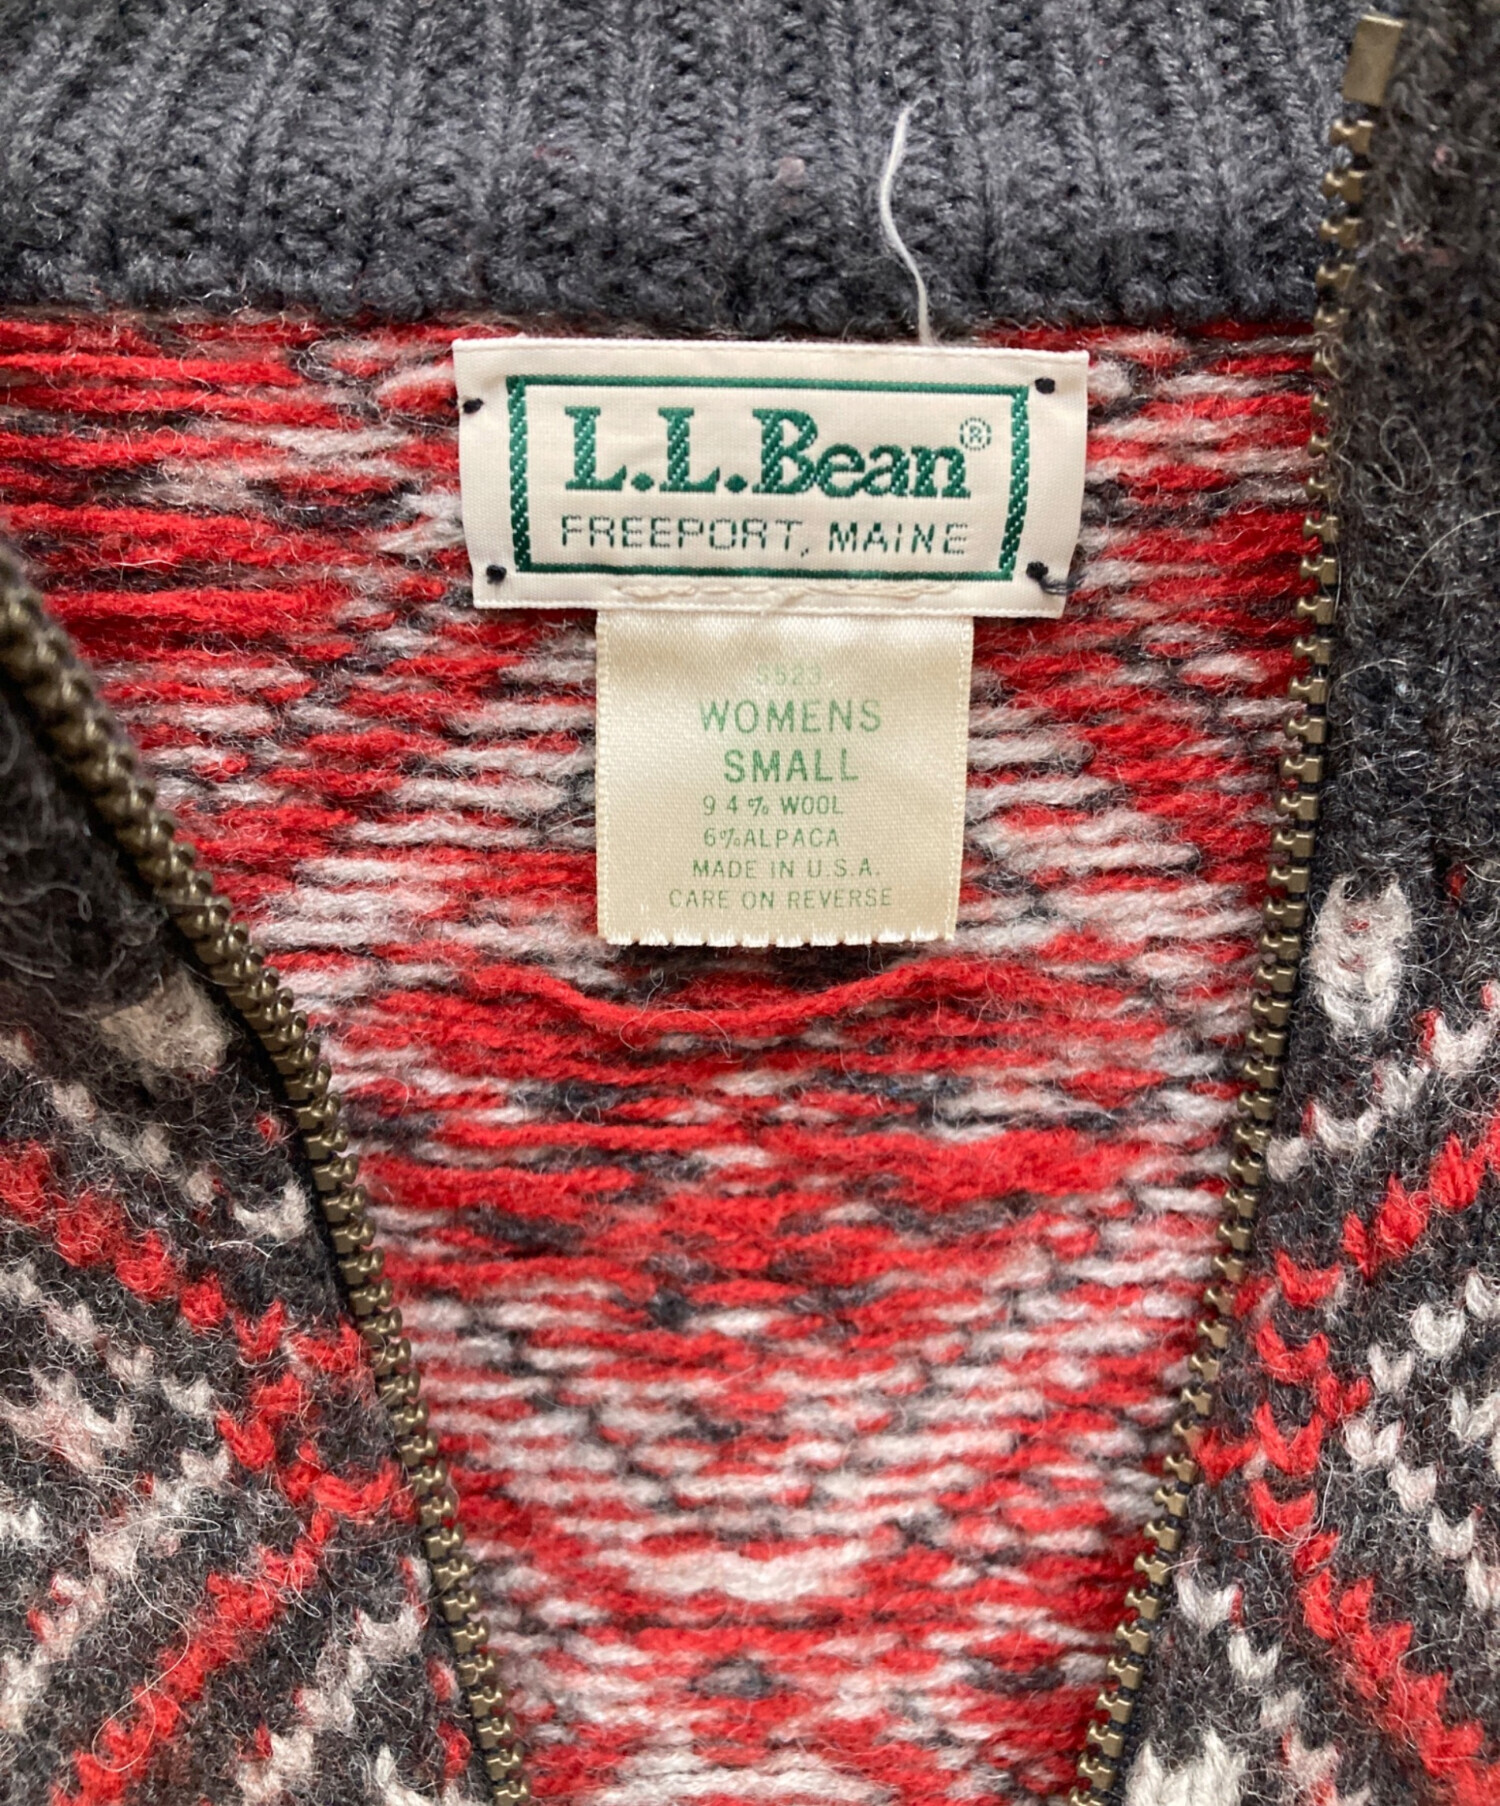 L.L.Bean®
FREEPORT, MAINE
WOMENS
SMALL
94% WOOL
6% ALPACA
MADE IN U.S.A.
CARE ON REVERSE